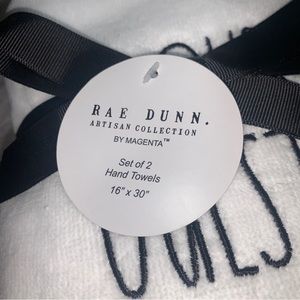 RAE DUNN.
ARTISAN COLLECTION
BY MAGENTA™
Set of 2
Hand Towels
16" x 30"